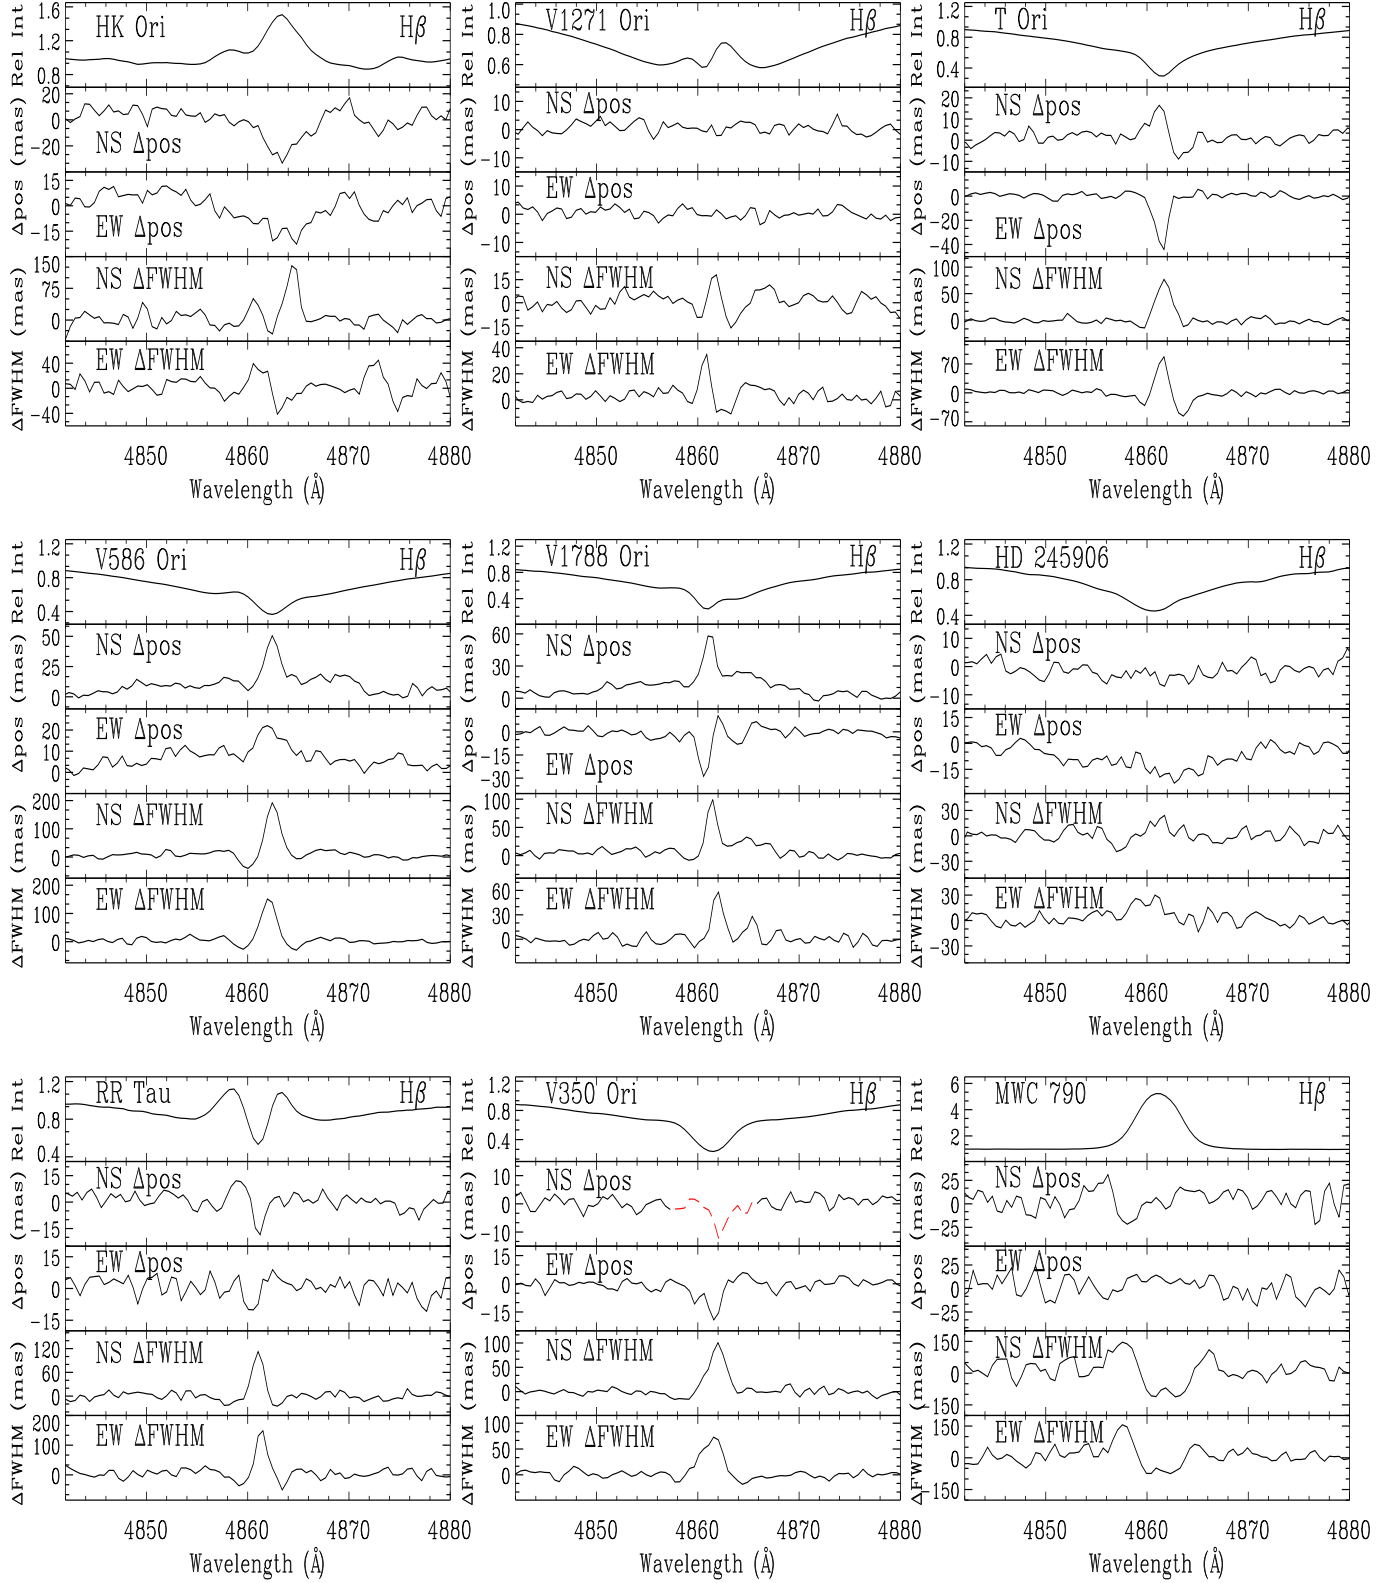 HK Ori Hβ
Rel Int
1.6
1.2
0.8
NS Δpos
20
0
−20
EW Δpos
15
0
−15
Δpos (mas)
NS ΔFWHM
150
75
0
EW ΔFWHM
40
0
−40
ΔFWHM (mas)
4850 4860 4870 4880
Wavelength (Å)
V1271 Ori Hβ
Rel Int
1.0
0.8
0.6
NS Δpos
10
0
−10
EW Δpos
10
0
−10
Δpos (mas)
NS ΔFWHM
15
0
−15
EW ΔFWHM
40
20
0
ΔFWHM (mas)
4850 4860 4870 4880
Wavelength (Å)
T Ori Hβ
Rel Int
1.2
0.8
0.4
NS Δpos
20
10
0
−10
EW Δpos
0
−20
−40
Δpos (mas)
NS ΔFWHM
100
50
0
EW ΔFWHM
70
0
−70
ΔFWHM (mas)
4850 4860 4870 4880
Wavelength (Å)
V586 Ori Hβ
Rel Int
1.2
0.8
0.4
NS Δpos
50
25
0
EW Δpos
20
10
0
Δpos (mas)
NS ΔFWHM
200
100
0
EW ΔFWHM
200
100
0
ΔFWHM (mas)
4850 4860 4870 4880
Wavelength (Å)
V1788 Ori Hβ
Rel Int
1.2
0.8
0.4
NS Δpos
60
30
0
EW Δpos
0
−15
−30
Δpos (mas)
NS ΔFWHM
100
50
0
EW ΔFWHM
60
30
0
ΔFWHM (mas)
4850 4860 4870 4880
Wavelength (Å)
HD 245906 Hβ
Rel Int
1.2
0.8
0.4
NS Δpos
10
0
−10
EW Δpos
15
0
−15
Δpos (mas)
NS ΔFWHM
30
0
−30
EW ΔFWHM
30
0
−30
ΔFWHM (mas)
4850 4860 4870 4880
Wavelength (Å)
RR Tau Hβ
Rel Int
1.2
0.8
0.4
NS Δpos
15
0
−15
EW Δpos
15
0
−15
Δpos (mas)
NS ΔFWHM
120
60
0
EW ΔFWHM
200
100
0
ΔFWHM (mas)
4850 4860 4870 4880
Wavelength (Å)
V350 Ori Hβ
Rel Int
1.2
0.8
0.4
NS Δpos
10
0
−10
EW Δpos
15
0
−15
Δpos (mas)
NS ΔFWHM
100
50
0
EW ΔFWHM
100
50
0
ΔFWHM (mas)
4850 4860 4870 4880
Wavelength (Å)
MWC 790 Hβ
Rel Int
6
4
2
NS Δpos
25
0
−25
EW Δpos
25
0
−25
Δpos (mas)
NS ΔFWHM
150
0
−150
EW ΔFWHM
150
0
−150
ΔFWHM (mas)
4850 4860 4870 4880
Wavelength (Å)